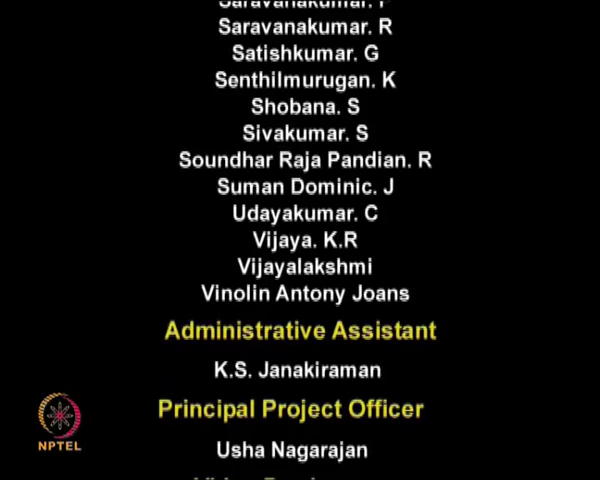 Saravanakumar. R
Satishkumar. G
Senthilmurugan. K
Shobana. S
Sivakumar. S
Soundhar Raja Pandian. R
Suman Dominic. J
Udayakumar. C
Vijaya. K.R
Vijayalakshmi
Vinolin Antony Joans
Administrative Assistant
K.S. Janakiraman
Principal Project Officer
Usha Nagarajan
NPTEL